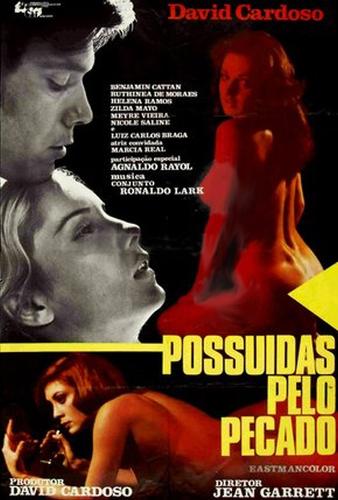 David Cardoso
BENJAMIN CATTAN
RUTHINEA DE MORAES
HELENA RAMOS
ZILDA MAYO
MEYRE VIEIRA
NICOLE SALINE
e
LUIZ CARLOS BRAGA
atriz convidada
MARCIA REAL
participação especial
AGNALDO RAYOL
musica
CONJUNTO
RONALDO LARK
POSSUIDAS
PELO
PECADO
EASTMANCOLOR
PRODUTOR
DAVID CARDOSO
DIRETOR
JEAN GARRETT